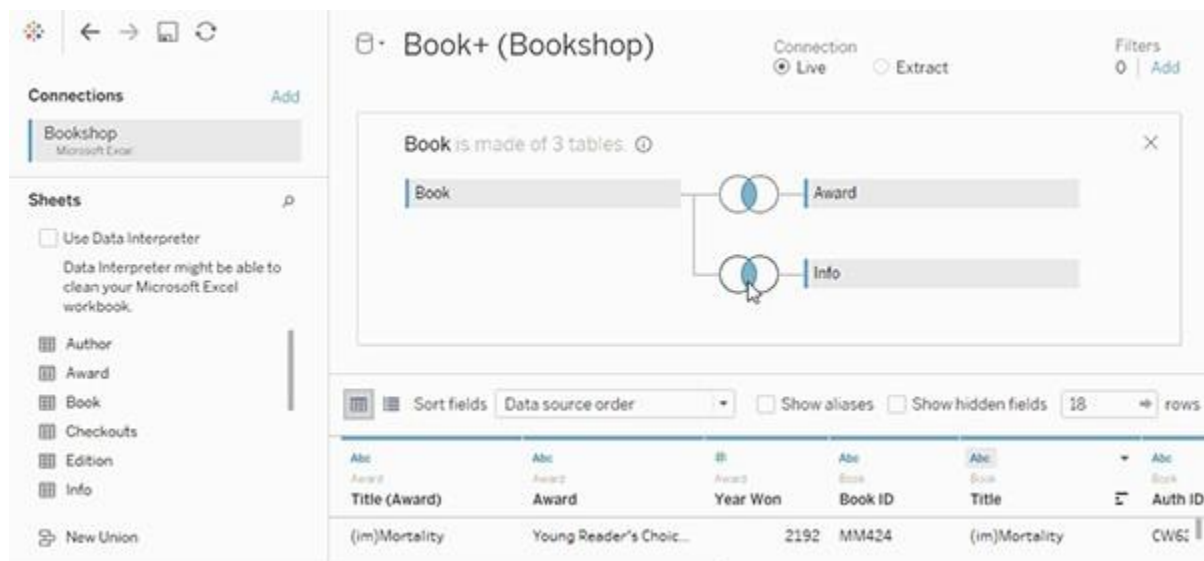 Book+ (Bookshop)
Connection
Live Extract
Filters
0 Add
Connections Add
Bookshop
Microsoft Excel
Sheets
Use Data Interpreter
Data Interpreter might be able to
clean your Microsoft Excel
workbook.
Author
Award
Book
Checkouts
Edition
Info
New Union
Book is made of 3 tables.
Book
Award
Info
Sort fields Data source order Show aliases Show hidden fields 18 rows
Abc Abc # Abc Abc Abc
Award Award Award Book Book Book
Title (Award) Award Year Won Book ID Title Auth ID
(im)Mortality Young Reader's Choic... 2192 MM424 (im)Mortality